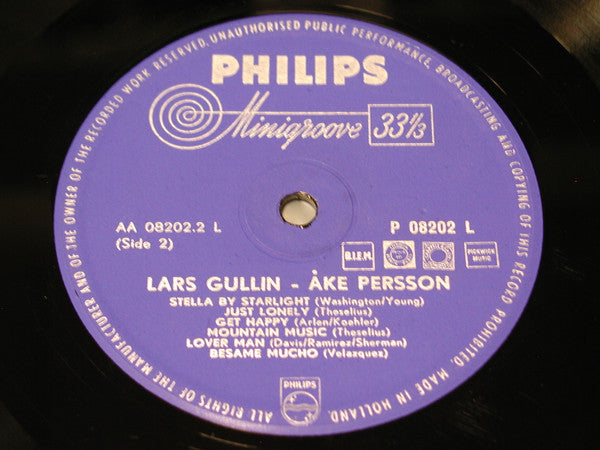 ALL RIGHTS OF THE MANUFACTURER AND OF THE OWNER OF THE RECORDED WORK RESERVED. UNAUTHORISED PUBLIC PERFORMANCE, BROADCASTING AND COPYING OF THIS RECORD PROHIBITED. MADE IN HOLLAND.
PHILIPS
Minigroove 33⅓
AA 08202.2 L
(Side 2)
P 08202 L
B.I.E.M.
PICKWICK
MUSIC
LARS GULLIN - ÅKE PERSSON
STELLA BY STARLIGHT (Washington/Young)
JUST LONELY (Theselius)
GET HAPPY (Arlen/Koehler)
MOUNTAIN MUSIC (Theselius)
LOVER MAN (Davis/Ramirez/Sherman)
BESAME MUCHO (Velazquez)
PHILIPS